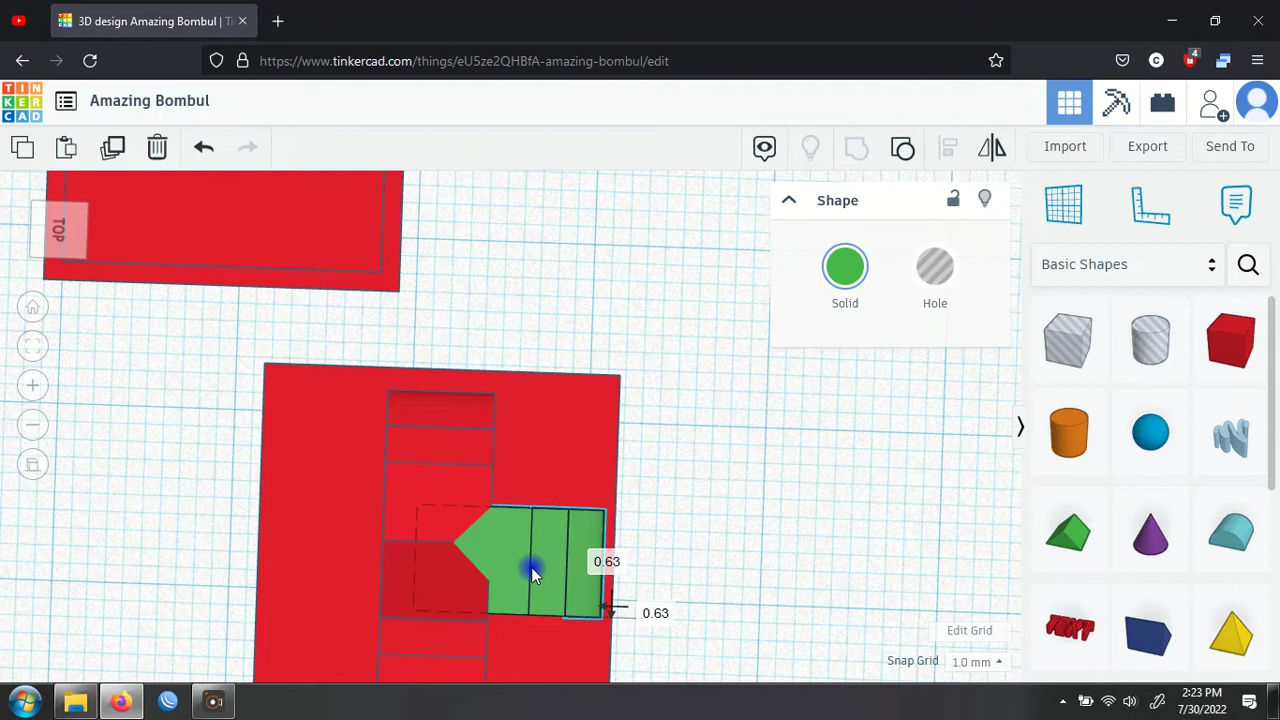 3D design Amazing Bombul | Ti
https://www.tinkercad.com/things/eU5ze2QHBfA-amazing-bombul/edit
4
C
TIN
KER
CAD
Amazing Bombul
Import
Export
Send To
TOP
Shape
Solid
Hole
Basic Shapes
TEXT
0.63
0.63
Edit Grid
Snap Grid
1.0 mm
2:23 PM
7/30/2022